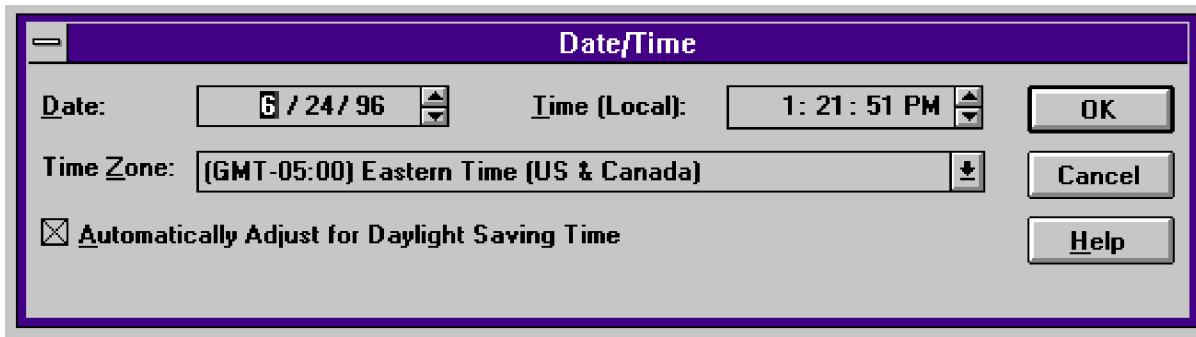 Date/Time
Date: 6 / 24 / 96 Time (Local): 1: 21 : 51 PM OK
Time Zone: (GMT-05:00) Eastern Time (US & Canada) Cancel
Automatically Adjust for Daylight Saving Time Help